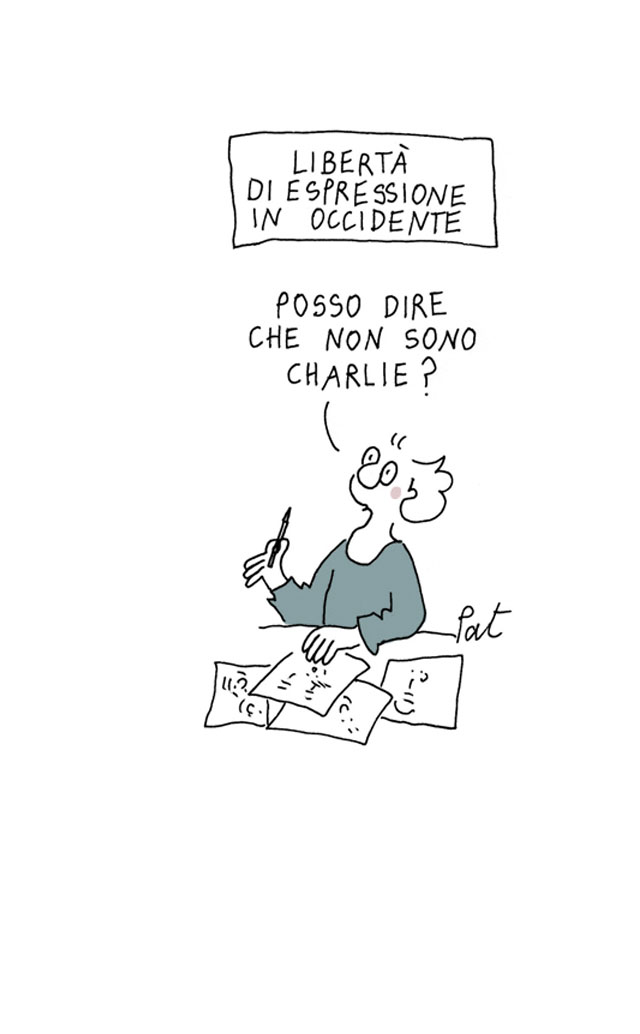 LIBERTÀ
DI ESPRESSIONE
IN OCCIDENTE
POSSO DIRE
CHE NON SONO
CHARLIE?
Pat